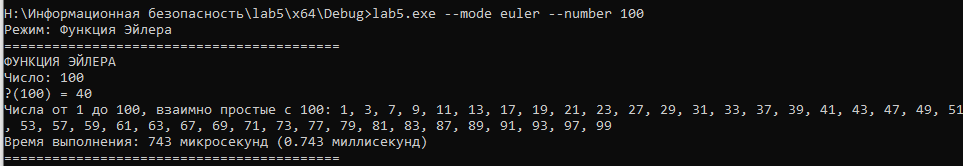 H:\Информационная безопасность\lab5\x64\Debug>lab5.exe --mode euler --number 100
Режим: Функция Эйлера
========================================
ФУНКЦИЯ ЭЙЛЕРА
Число: 100
?(100) = 40
Числа от 1 до 100, взаимно простые с 100: 1, 3, 7, 9, 11, 13, 17, 19, 21, 23, 27, 29, 31, 33, 37, 39, 41, 43, 47, 49, 51
, 53, 57, 59, 61, 63, 67, 69, 71, 73, 77, 79, 81, 83, 87, 89, 91, 93, 97, 99
Время выполнения: 743 микросекунд (0.743 миллисекунд)
========================================